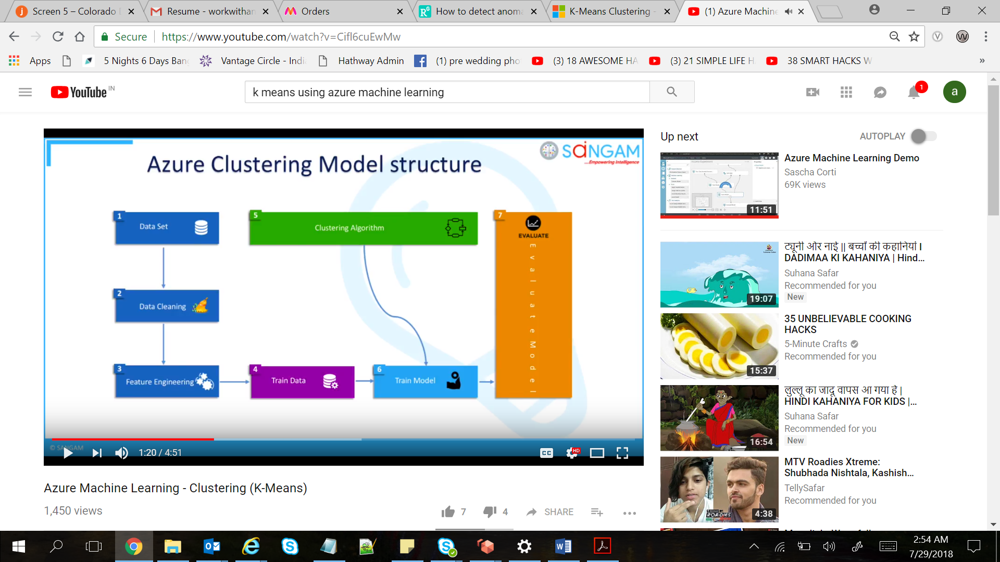 Screen 5 – Colorado
Resume - workwithan
Orders
How to detect anoma
K-Means Clustering -
(1) Azure Machine
Secure
https://www.youtube.com/watch?v=Cifl6cuEwMw
Apps
5 Nights 6 Days Bang
Vantage Circle - India
Hathway Admin
(1) pre wedding pho
(3) 18 AWESOME HA
(3) 21 SIMPLE LIFE H
38 SMART HACKS W
»
YouTube IN
k means using azure machine learning
1
a
SANGAM
....Empowering Intelligence
Azure Clustering Model structure
1
Data Set
2
Data Cleaning
3
Feature Engineering
4
Train Data
5
Clustering Algorithm
6
Train Model
7
EVALUATE
Evaluate Model
© SANGAM
1:20 / 4:51
CC
HD
Azure Machine Learning - Clustering (K-Means)
1,450 views
7
4
SHARE
Up next
AUTOPLAY
Azure Machine Learning Demo
Sascha Corti
69K views
11:51
ट्यूनी और नाई || बच्चों की कहानियां I
DADIMAA KI KAHANIYA | Hind...
Suhana Safar
Recommended for you
New
19:07
35 UNBELIEVABLE COOKING
HACKS
5-Minute Crafts
Recommended for you
15:37
लुल्लू का जादू वापस आ गया हे |
HINDI KAHANIYA FOR KIDS |...
Suhana Safar
Recommended for you
New
16:54
MTV Roadies Xtreme:
Shubhada Nishtala, Kashish...
TellySafar
Recommended for you
ROADIES
4:38
2:54 AM
7/29/2018